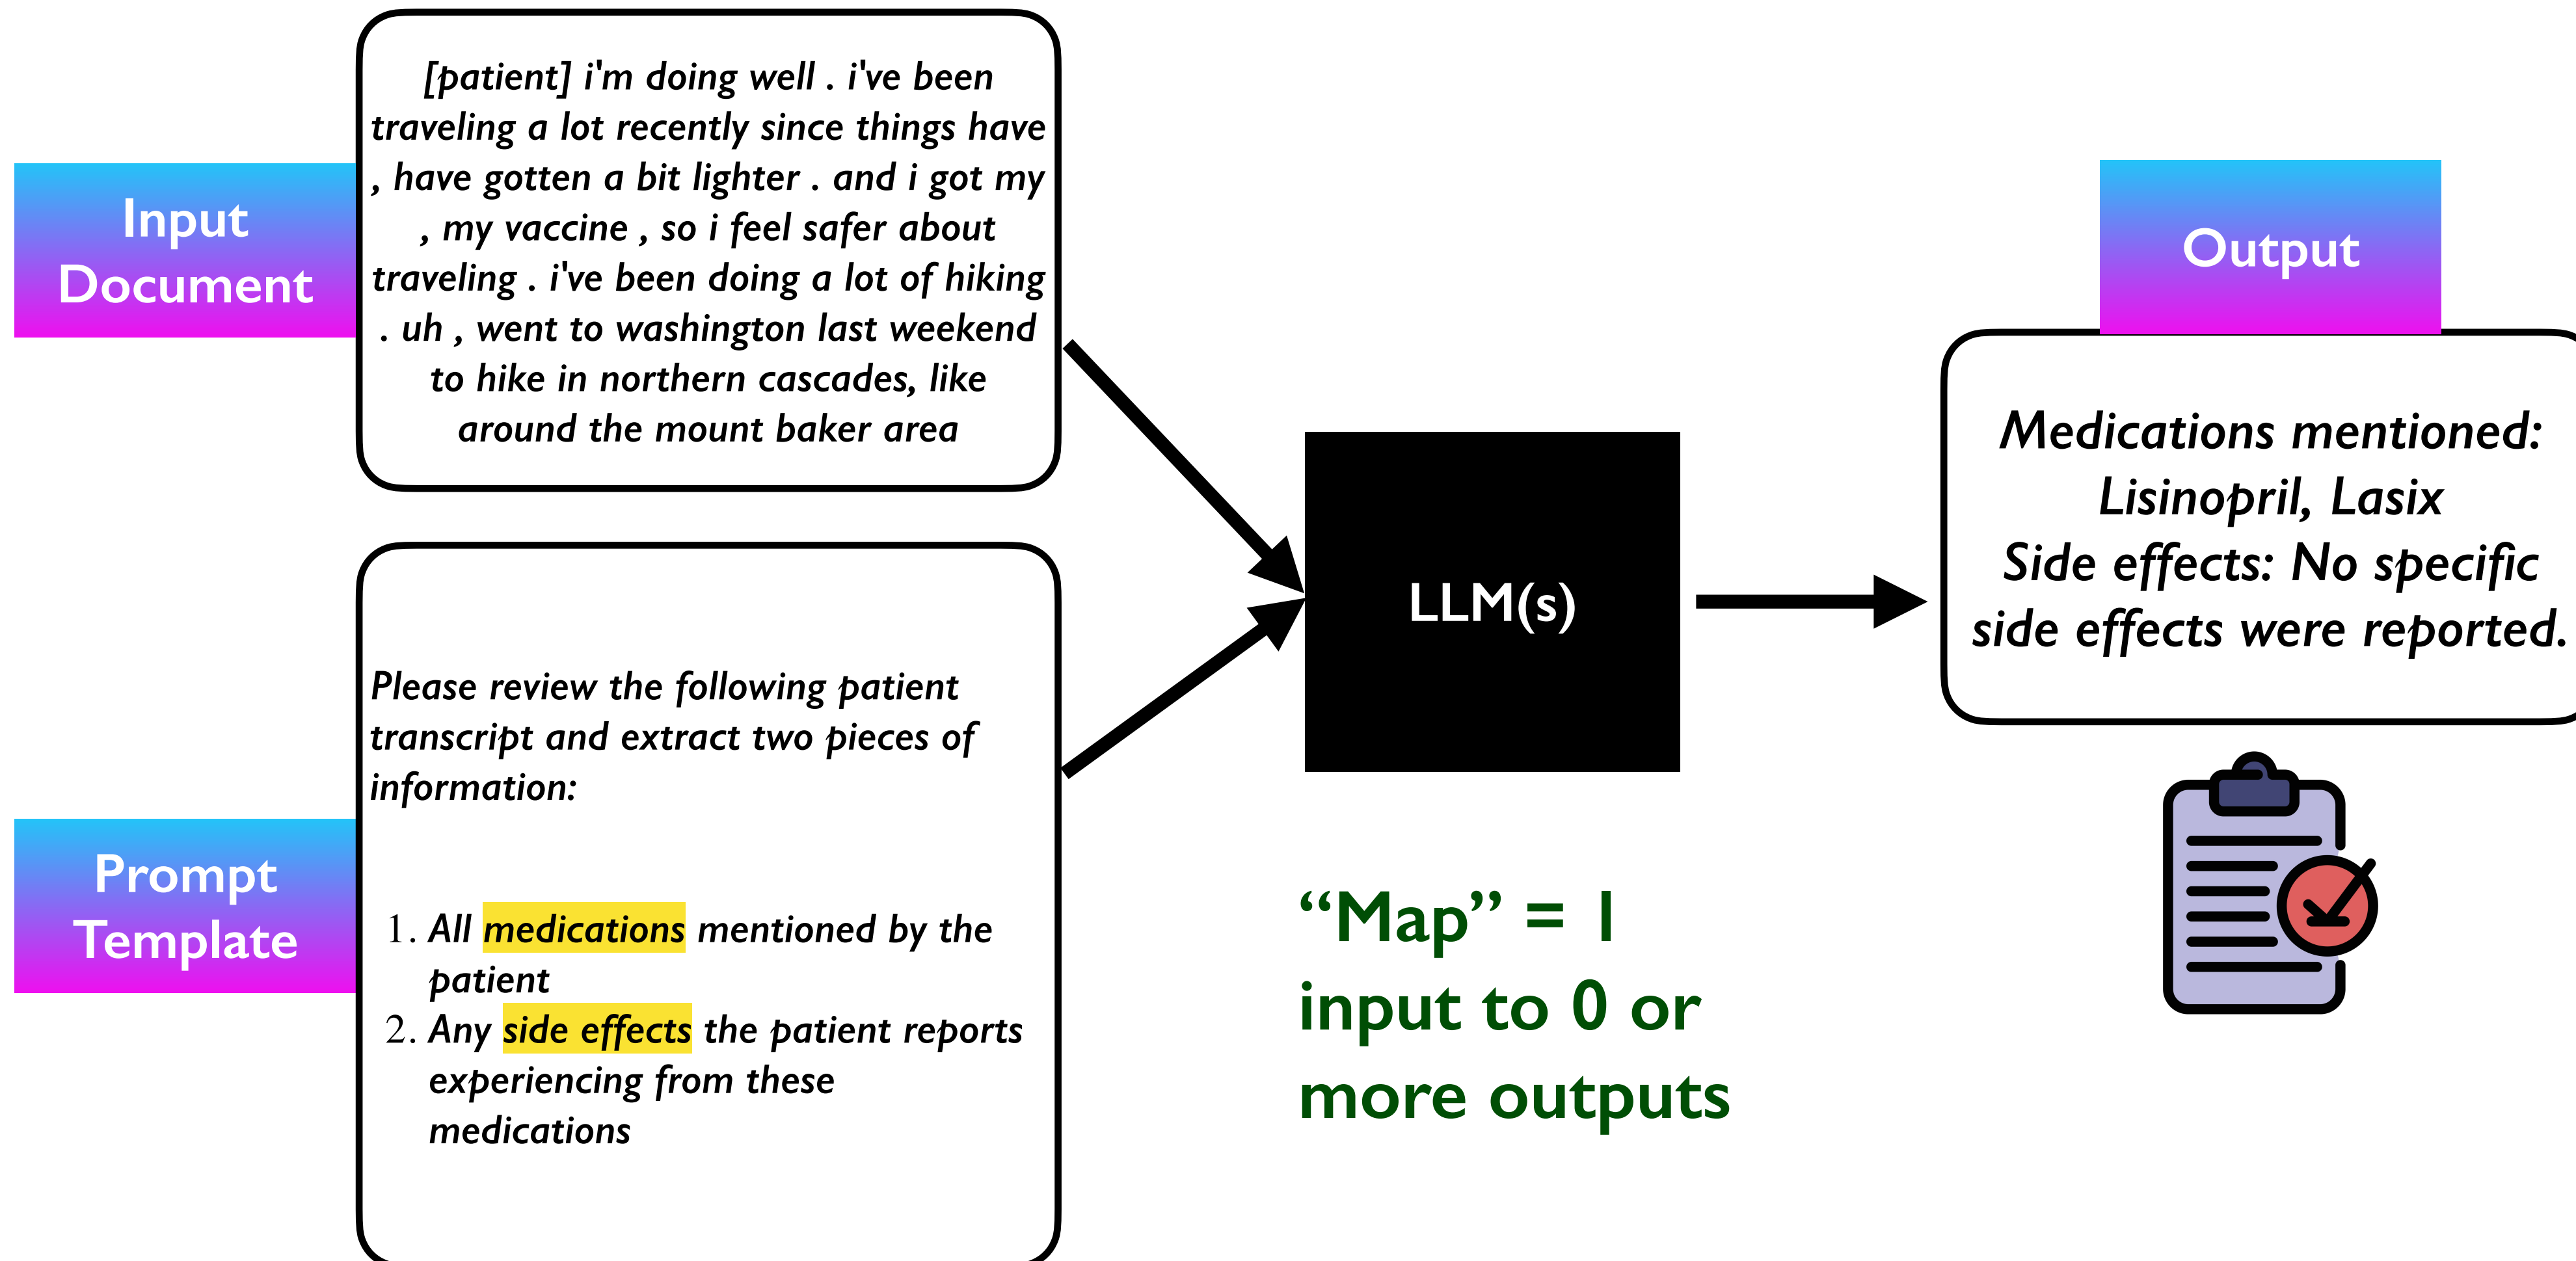 Input
Document
[patient] i'm doing well . i've been
traveling a lot recently since things have
, have gotten a bit lighter . and i got my
, my vaccine , so i feel safer about
traveling . i've been doing a lot of hiking
. uh , went to washington last weekend
to hike in northern cascades, like
around the mount baker area
Prompt
Template
Please review the following patient
transcript and extract two pieces of
information:
1. All medications mentioned by the
patient
2. Any side effects the patient reports
experiencing from these
medications
LLM(s)
“Map” = 1
input to 0 or
more outputs
Output
Medications mentioned:
Lisinopril, Lasix
Side effects: No specific
side effects were reported.